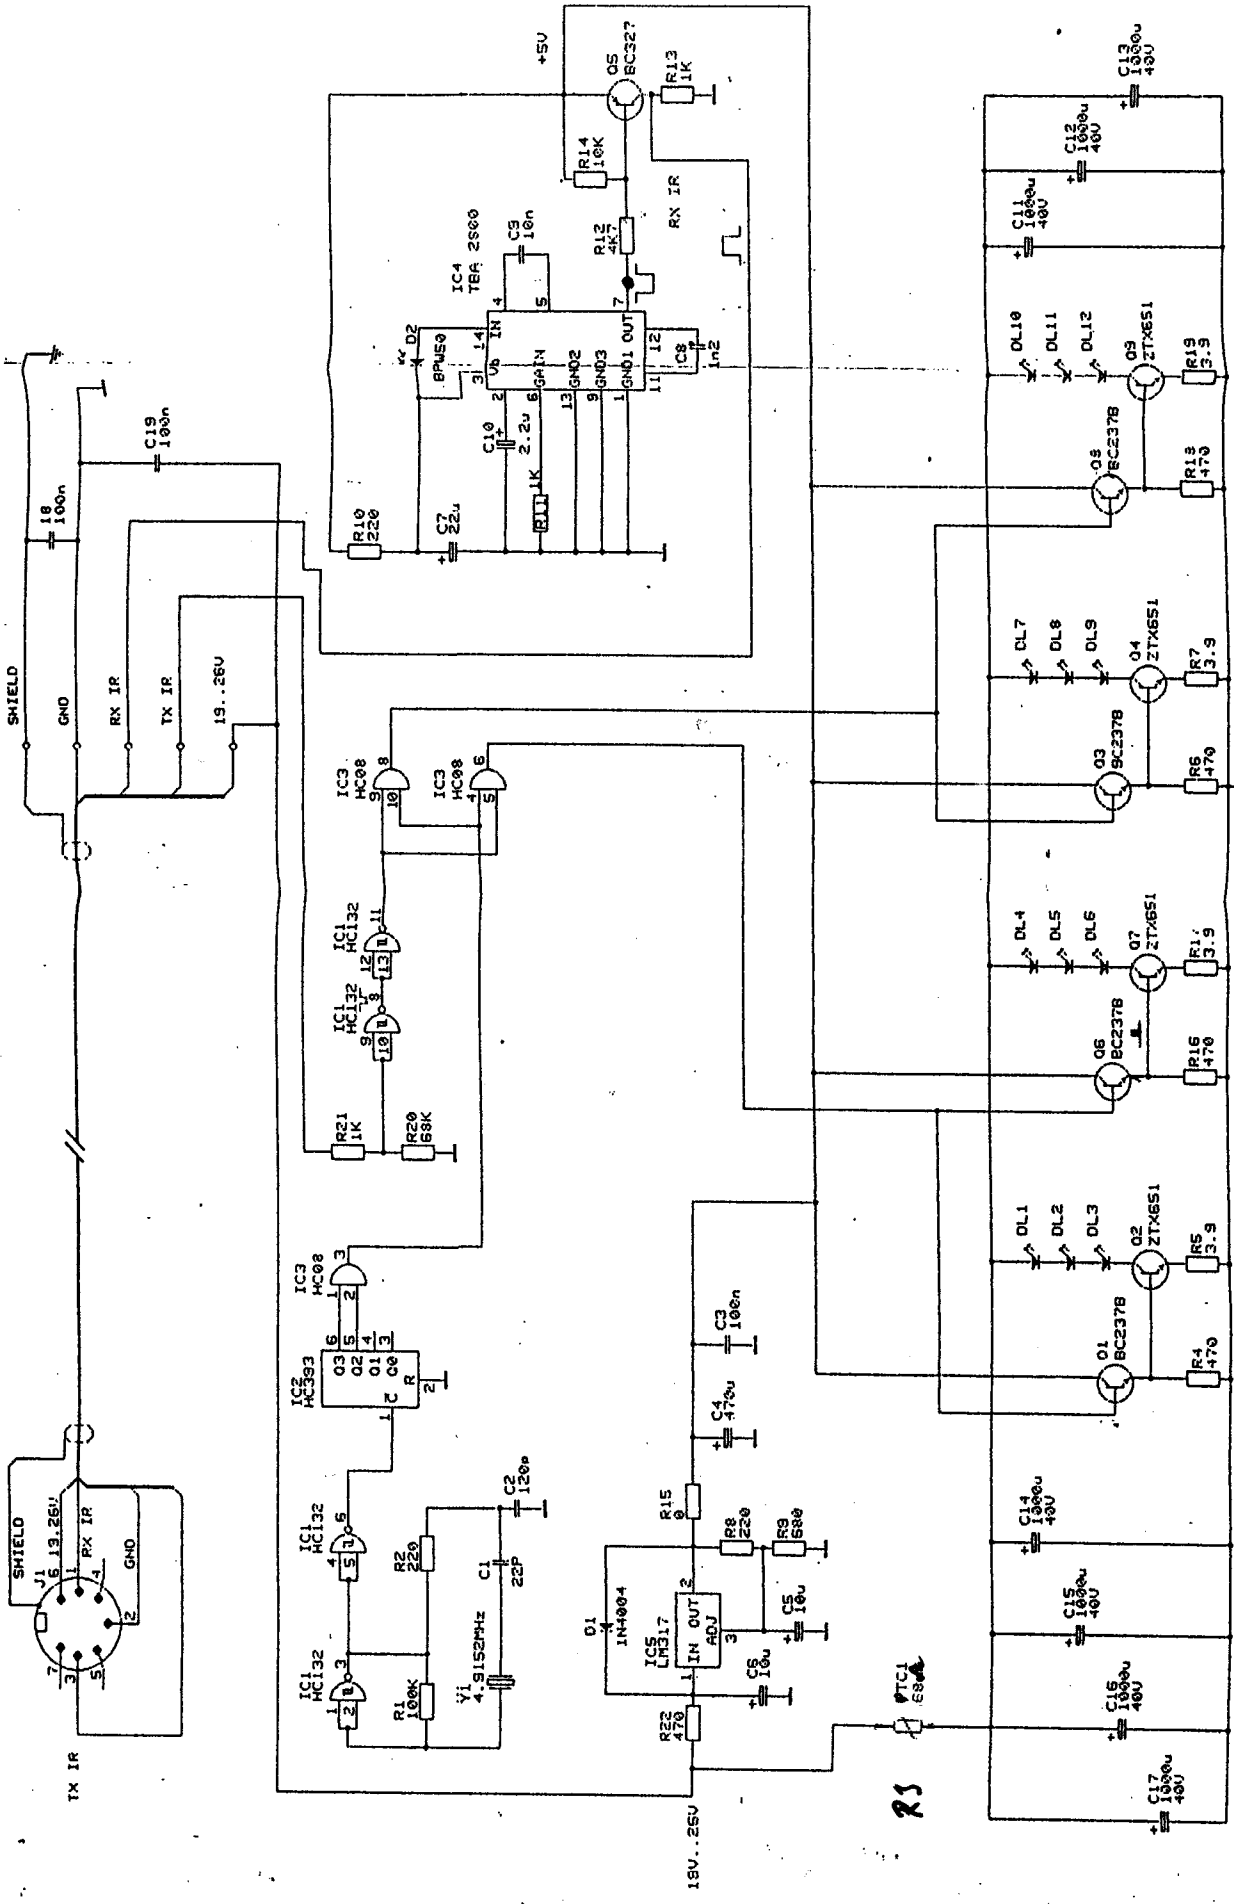 SHIELD
J1
7
6 19.26V
3
1
RX IR
5
4
2
GND
TX IR
SHIELD
GND
RX IR
TX IR
19..26V
18
100n
C19
100n
IC1
HC132
1
2
3
R1
100K
Y1
4.9152MHz
IC1
HC132
4
5
6
R2
220
C1
22P
C2
120p
IC2
HC393
1
C
R
2
Q3
Q2
Q1
Q0
6
5
4
3
IC3
HC08
1
2
3
R21
1K
R20
68K
IC1
HC132
9
10
8
IC1
HC132
12
13
11
IC3
HC08
9
10
8
IC3
HC08
4
5
6
R10
220
C7
22u
D2
BPW50
C10
2.2u
R11
1K
IC4
TBA 2800
3
Vb
14
IN
2
6
GAIN
13
GND2
9
GND3
1
GND1
OUT
4
5
7
11
12
C9
10n
C8
1n2
R12
4K7
R14
10K
+5V
Q5
BC327
R13
1K
RX IR
19V..26V
R22
470
C6
10u
D1
1N4004
IC5
LM317
1
IN
OUT
2
ADJ
3
C5
10u
R8
220
R9
680
R15
0
C4
470u
C3
100n
PTC1
R3
C17
1000u
40V
C16
1000u
40V
C15
1000u
40V
C14
1000u
40V
Q1
BC237B
R4
470
DL1
DL2
DL3
Q2
ZTX651
R5
3.9
Q6
BC237B
R16
470
DL4
DL5
DL6
Q7
ZTX651
R17
3.9
Q3
BC237B
R6
470
DL7
DL8
DL9
Q4
ZTX651
R7
3.9
Q8
BC237B
R18
470
DL10
DL11
DL12
Q9
ZTX651
R19
3.9
C11
1000u
40V
C12
1000u
40V
C13
1000u
40V